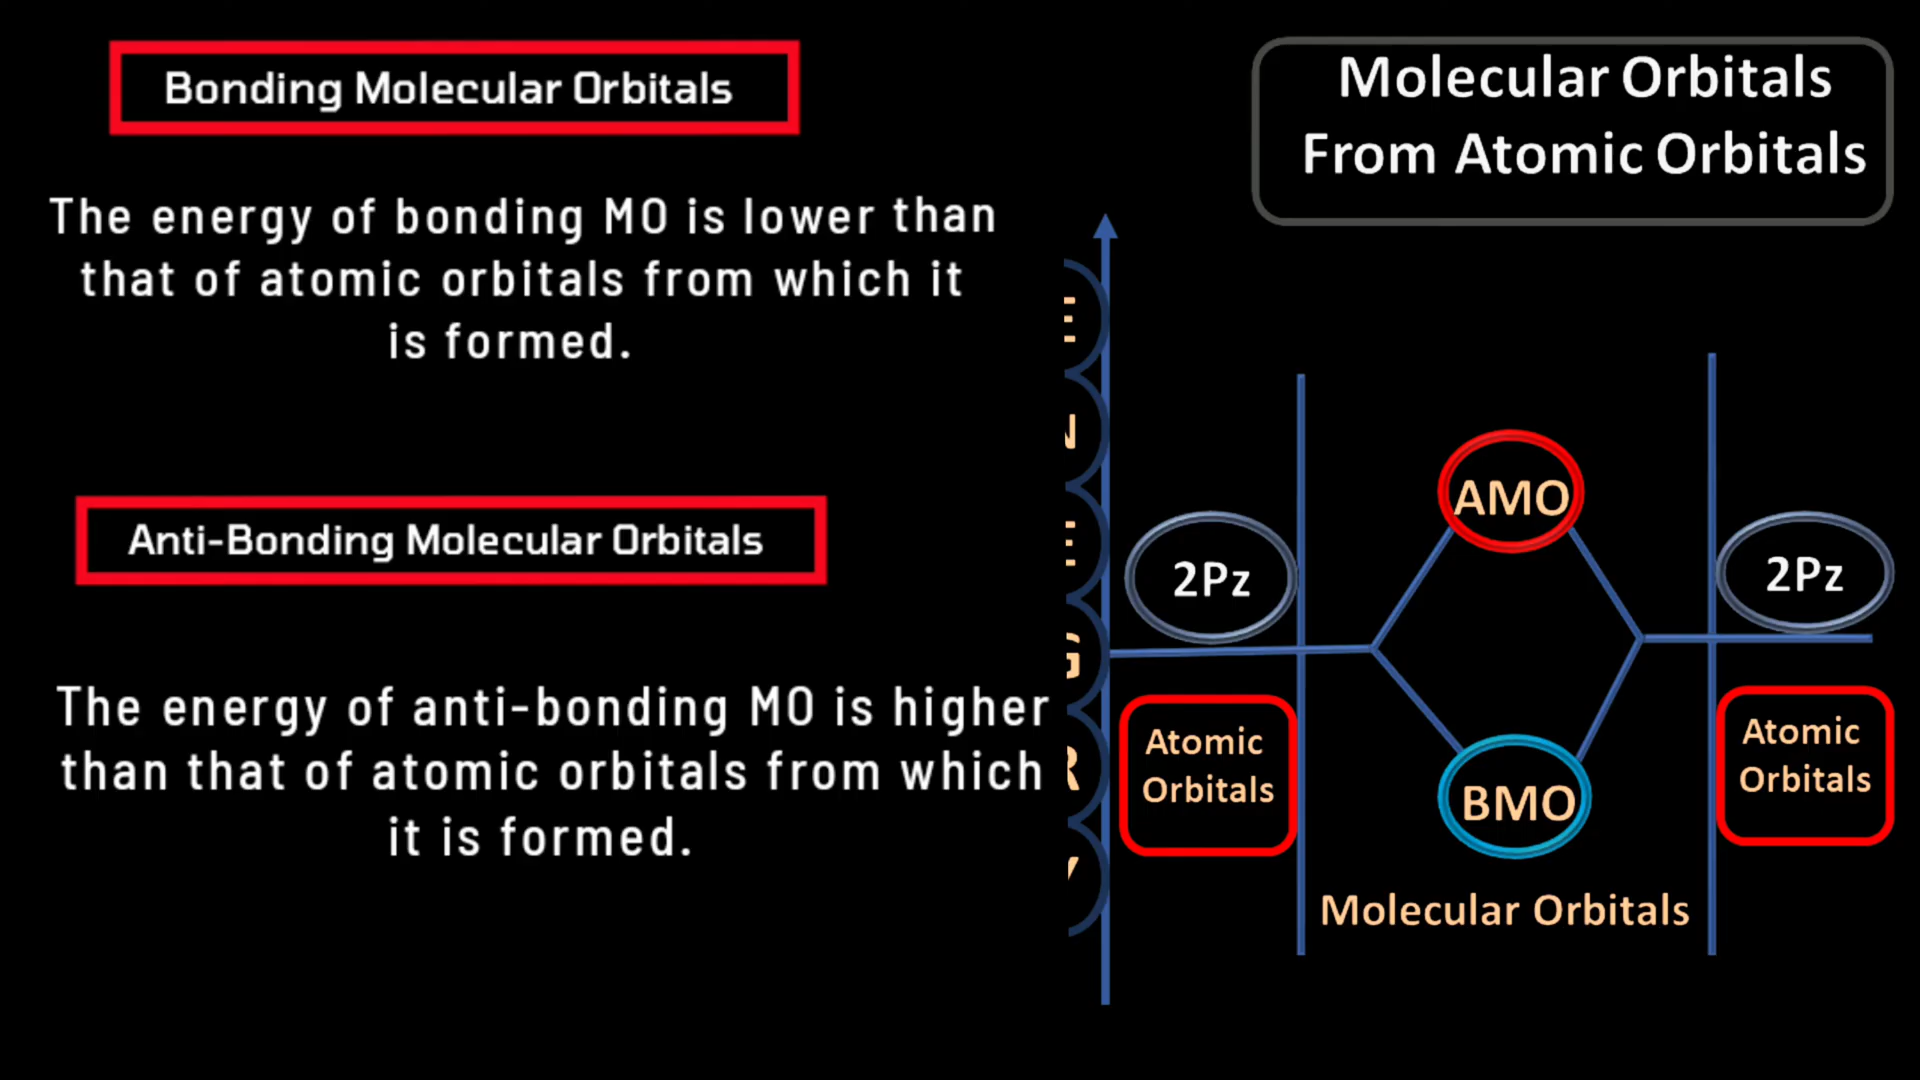 Bonding Molecular Orbitals
The energy of bonding MO is lower than
that of atomic orbitals from which it
is formed.
Anti-Bonding Molecular Orbitals
The energy of anti-bonding MO is higher
than that of atomic orbitals from which
it is formed.
Molecular Orbitals
From Atomic Orbitals
E
N
E
R
G
Y
AMO
2Pz
2Pz
Atomic
Orbitals
Atomic
Orbitals
BMO
Molecular Orbitals